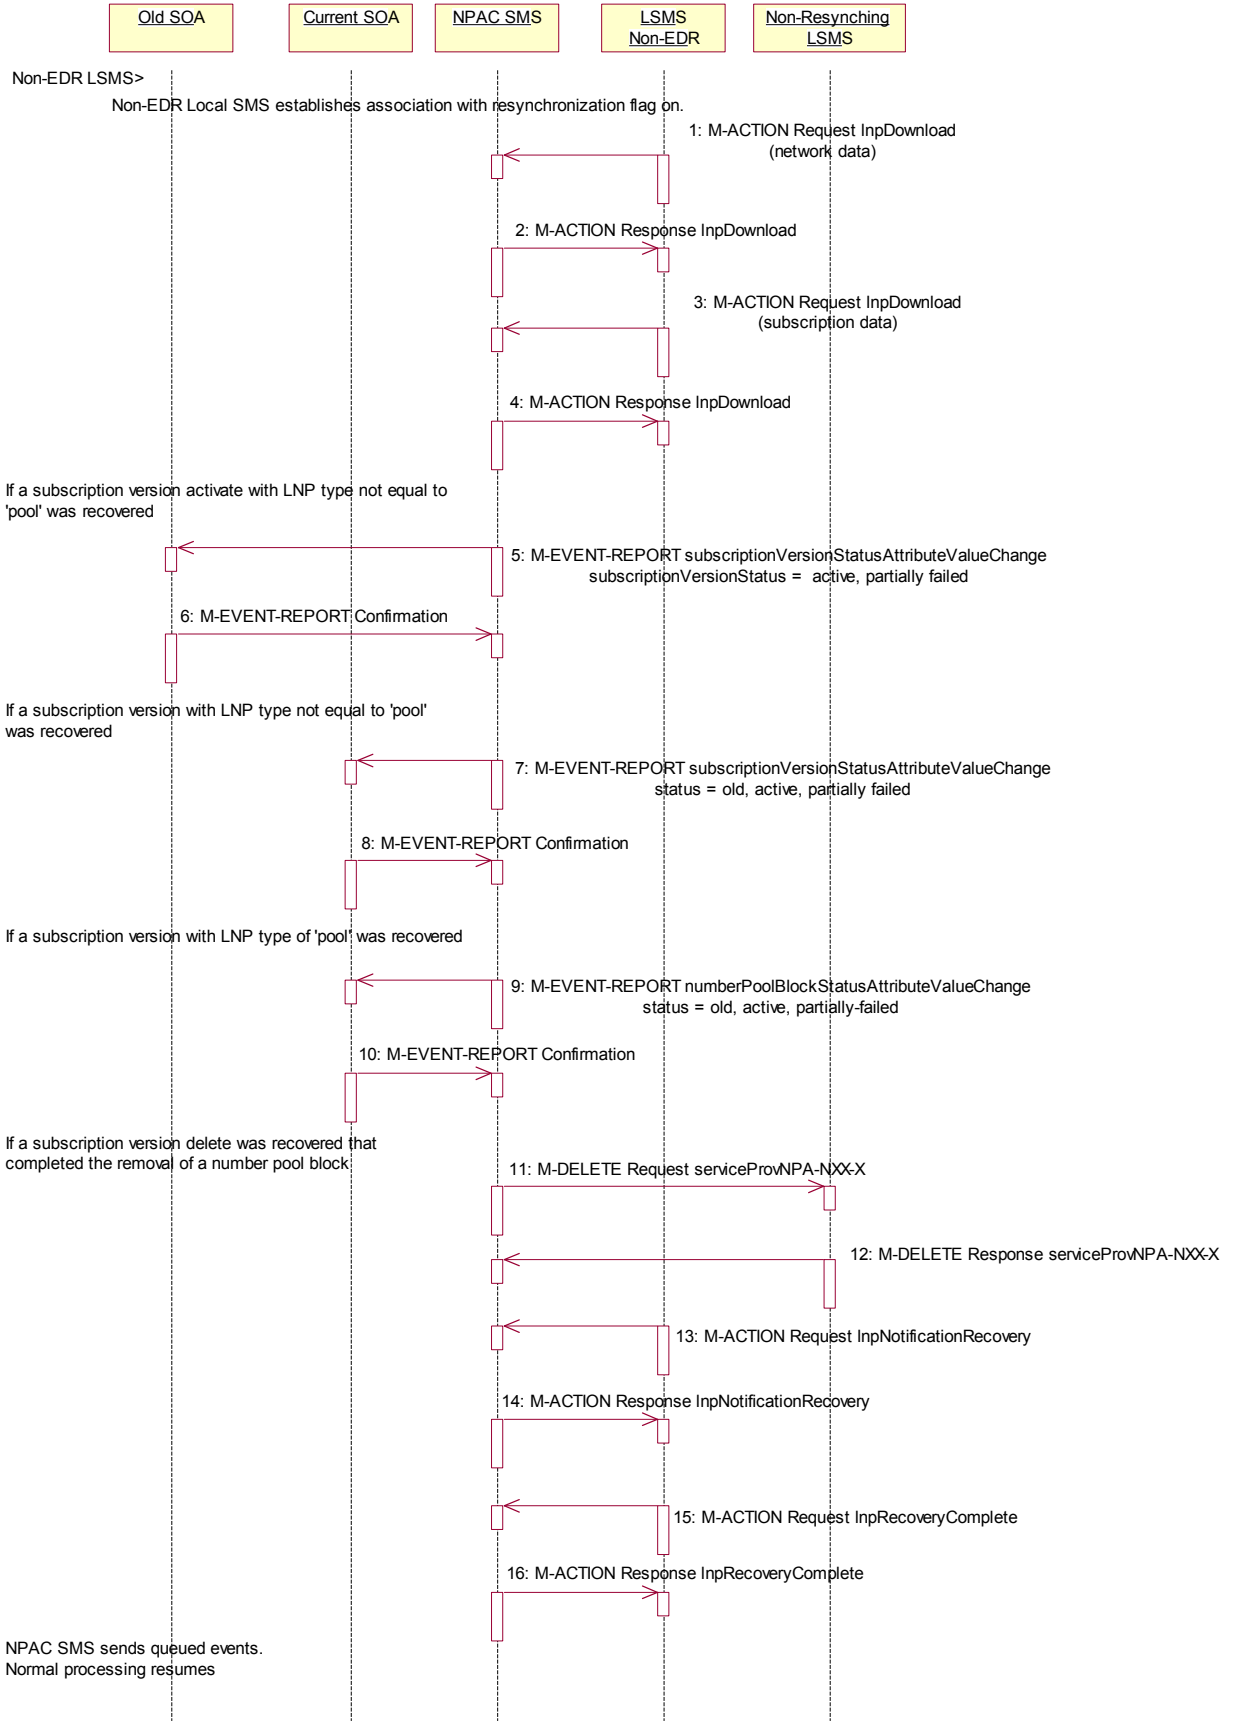 Old SOA
Current SOA
NPAC SMS
LSMS
Non-EDR
Non-Resynching
LSMS
Non-EDR LSMS>
Non-EDR Local SMS establishes association with resynchronization flag on.
1: M-ACTION Request lnpDownload
(network data)
2: M-ACTION Response lnpDownload
3: M-ACTION Request lnpDownload
(subscription data)
4: M-ACTION Response lnpDownload
If a subscription version activate with LNP type not equal to
'pool' was recovered
5: M-EVENT-REPORT subscriptionVersionStatusAttributeValueChange
subscriptionVersionStatus = active, partially failed
6: M-EVENT-REPORT Confirmation
If a subscription version with LNP type not equal to 'pool'
was recovered
7: M-EVENT-REPORT subscriptionVersionStatusAttributeValueChange
status = old, active, partially failed
8: M-EVENT-REPORT Confirmation
If a subscription version with LNP type of 'pool' was recovered
9: M-EVENT-REPORT numberPoolBlockStatusAttributeValueChange
status = old, active, partially-failed
10: M-EVENT-REPORT Confirmation
If a subscription version delete was recovered that
completed the removal of a number pool block
11: M-DELETE Request serviceProvNPA-NXX-X
12: M-DELETE Response serviceProvNPA-NXX-X
13: M-ACTION Request lnpNotificationRecovery
14: M-ACTION Response lnpNotificationRecovery
15: M-ACTION Request lnpRecoveryComplete
16: M-ACTION Response lnpRecoveryComplete
NPAC SMS sends queued events.
Normal processing resumes